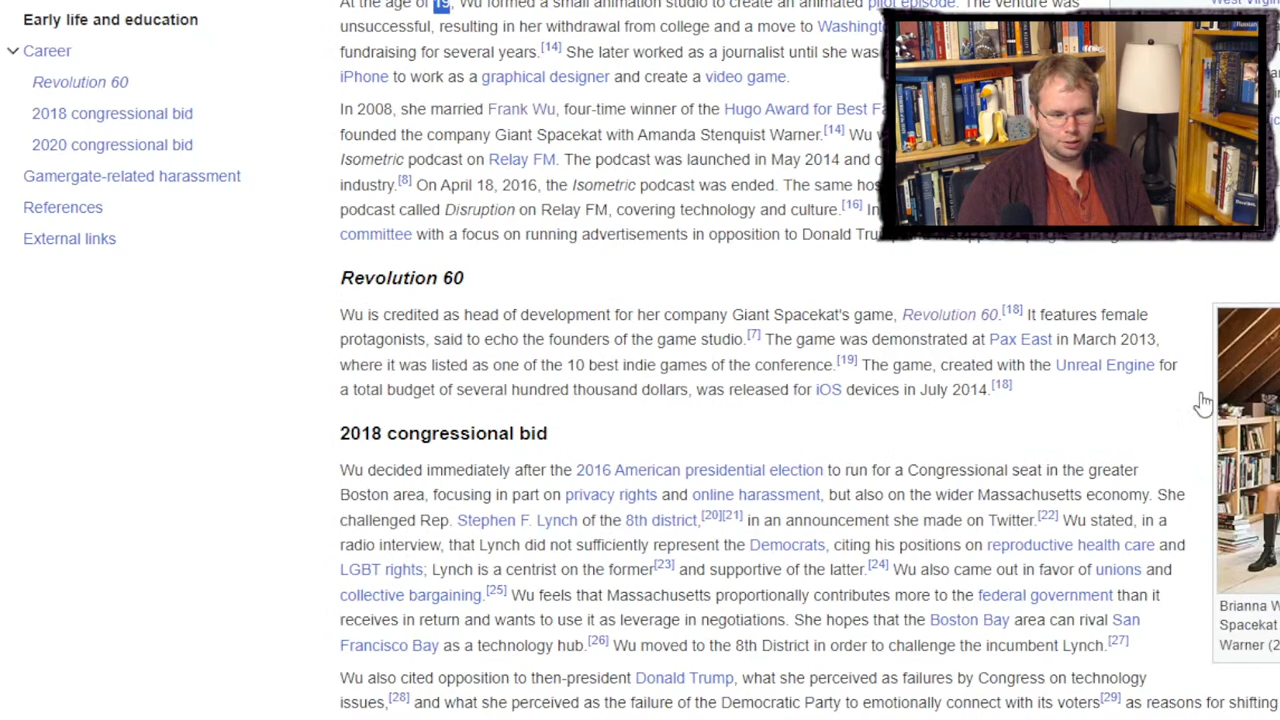 Early life and education
Career
Revolution 60
2018 congressional bid
2020 congressional bid
Gamergate-related harassment
References
External links
At the age of 19, Wu formed a small animation studio to create an animated pilot episode. The venture was
unsuccessful, resulting in her withdrawal from college and a move to
fundraising for several years.[14] She later worked as a journalist until she was
iPhone to work as a graphical designer and create a video game.
In 2008, she married Frank Wu, four-time winner of the Hugo Award for Best
found the company Giant Spacekat with Amanda Stenquist Warner.[14] Wu
Isometric podcast on Relay FM. The podcast was launched in May 2014 and
industry.[8] On April 18, 2016, the Isometric podcast was ended. The same
podcast called Disruption on Relay FM, covering technology and culture.[16]
committee with a focus on running advertisements in opposition to Donald
Revolution 60
Wu is credited as head of development for her company Giant Spacekat's game, Revolution 60.[18] It features female
protagonists, said to echo the founders of the game studio.[7] The game was demonstrated at Pax East in March 2013,
where it was listed as one of the 10 best indie games of the conference.[19] The game, created with the Unreal Engine for
a total budget of several hundred thousand dollars, was released for iOS devices in July 2014.[18]
2018 congressional bid
Wu decided immediately after the 2016 American presidential election to run for a Congressional seat in the greater
Boston area, focusing in part on privacy rights and online harassment, but also on the wider Massachusetts economy. She
challenged Rep. Stephen F. Lynch of the 8th district,[20][21] in an announcement she made on Twitter.[22] Wu stated, in a
radio interview, that Lynch did not sufficiently represent the Democrats, citing his positions on reproductive health care and
LGBT rights; Lynch is a centrist on the former[23] and supportive of the latter.[24] Wu also came out in favor of unions and
collective bargaining.[25] Wu feels that Massachusetts proportionally contributes more to the federal government than it
receives in return and wants to use it as leverage in negotiations. She hopes that the Boston Bay area can rival San
Francisco Bay as a technology hub.[26] Wu moved to the 8th District in order to challenge the incumbent Lynch.[27]
Wu also cited opposition to then-president Donald Trump, what she perceived as failures by Congress on technology
issues,[28] and what she perceived as the failure of the Democratic Party to emotionally connect with its voters[29] as reasons for shifting
Brianna
Spacekat
Warner